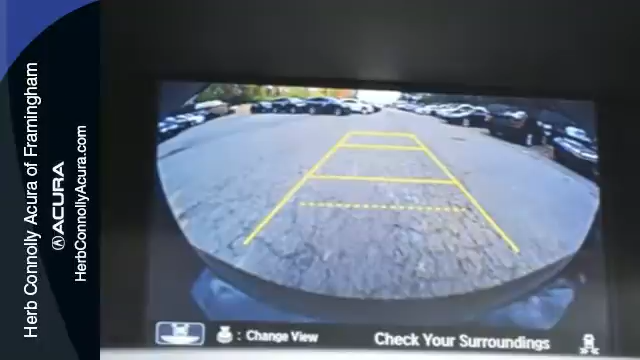 Herb Connolly Acura of Framingham
ACURA
HerbConnollyAcura.com
: Change View
Check Your Surroundings